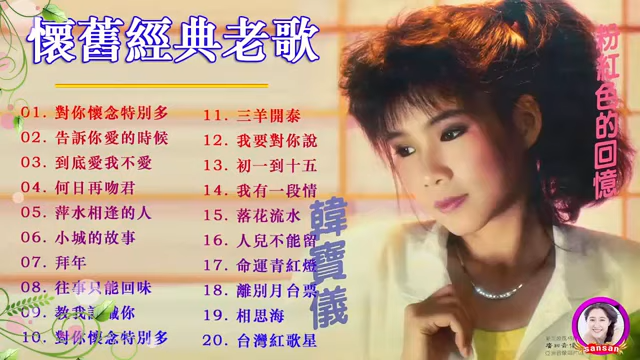 懷舊經典老歌
01. 對你懷念特別多
02. 告訴你愛的時候
03. 到底愛我不愛
04. 何日再吻君
05. 萍水相逢的人
06. 小城的故事
07. 拜年
08. 往事只能回味
09. 教我 你
10. 對你懷念特別多
11. 三羊開泰
12. 我要對你說
13. 初一到十五
14. 我有一段情
15. 落花流水
16. 人兒不能留
17. 命運青紅燈
18. 離別月台票
19. 相思海
20. 台灣紅歌星
粉紅色的回憶
韓寶儀
sansan